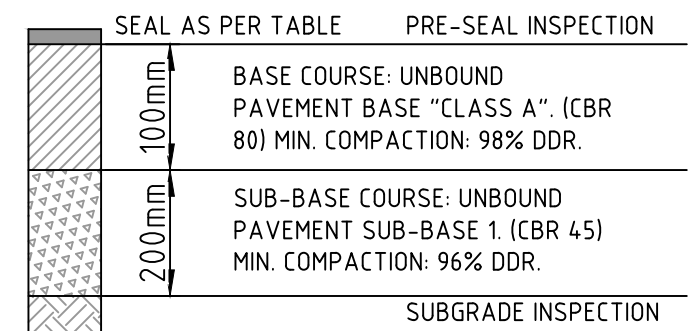 SEAL AS PER TABLE PRE-SEAL INSPECTION
100mm
BASE COURSE: UNBOUND
PAVEMENT BASE "CLASS A". (CBR
80) MIN. COMPACTION: 98% DDR.
200mm
SUB-BASE COURSE: UNBOUND
PAVEMENT SUB-BASE 1. (CBR 45)
MIN. COMPACTION: 96% DDR.
SUBGRADE INSPECTION